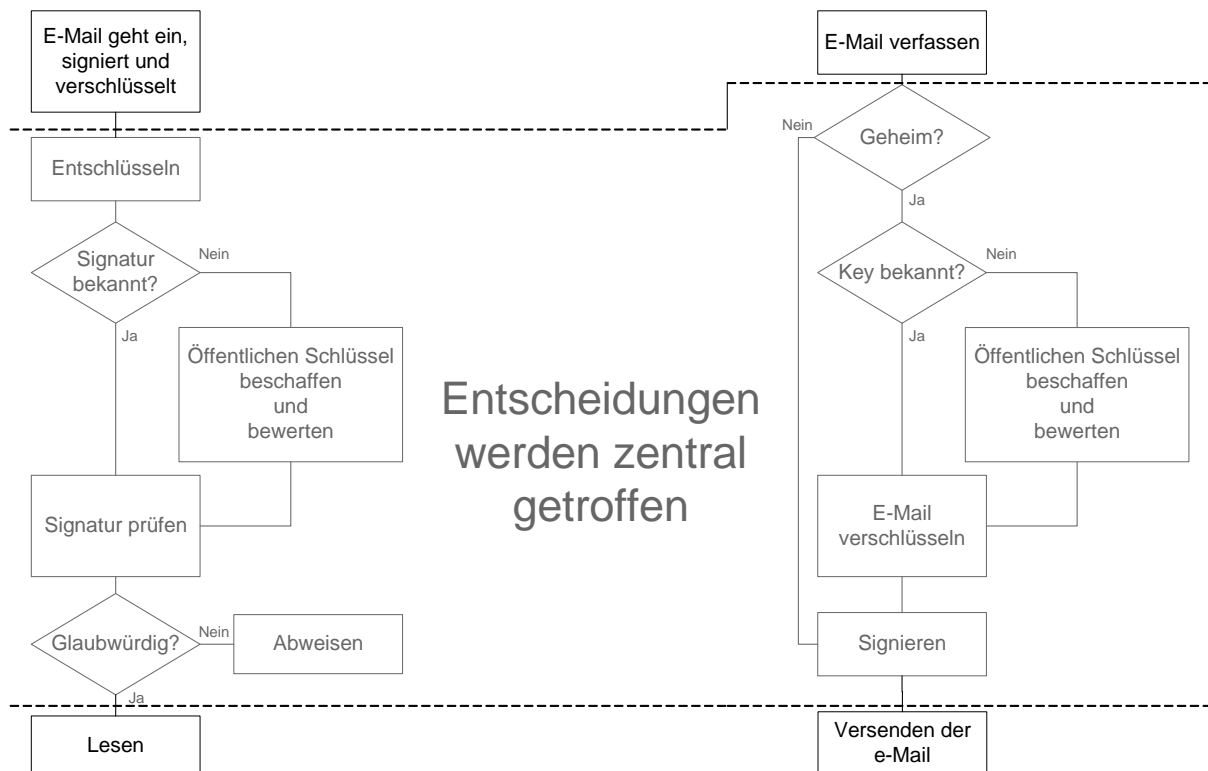 E-Mail geht ein,
signiert und
verschlüsselt
Entschlüsseln
Signatur
bekannt?
Nein
Ja
Öffentlichen Schlüssel
beschaffen
und
bewerten
Signatur prüfen
Glaubwürdig?
Nein
Abweisen
Ja
Lesen
Entscheidungen
werden zentral
getroffen
E-Mail verfassen
Nein
Geheim?
Ja
Key bekannt?
Nein
Ja
Öffentlichen Schlüssel
beschaffen
und
bewerten
E-Mail
verschlüseln
Signieren
Versenden der
e-Mail